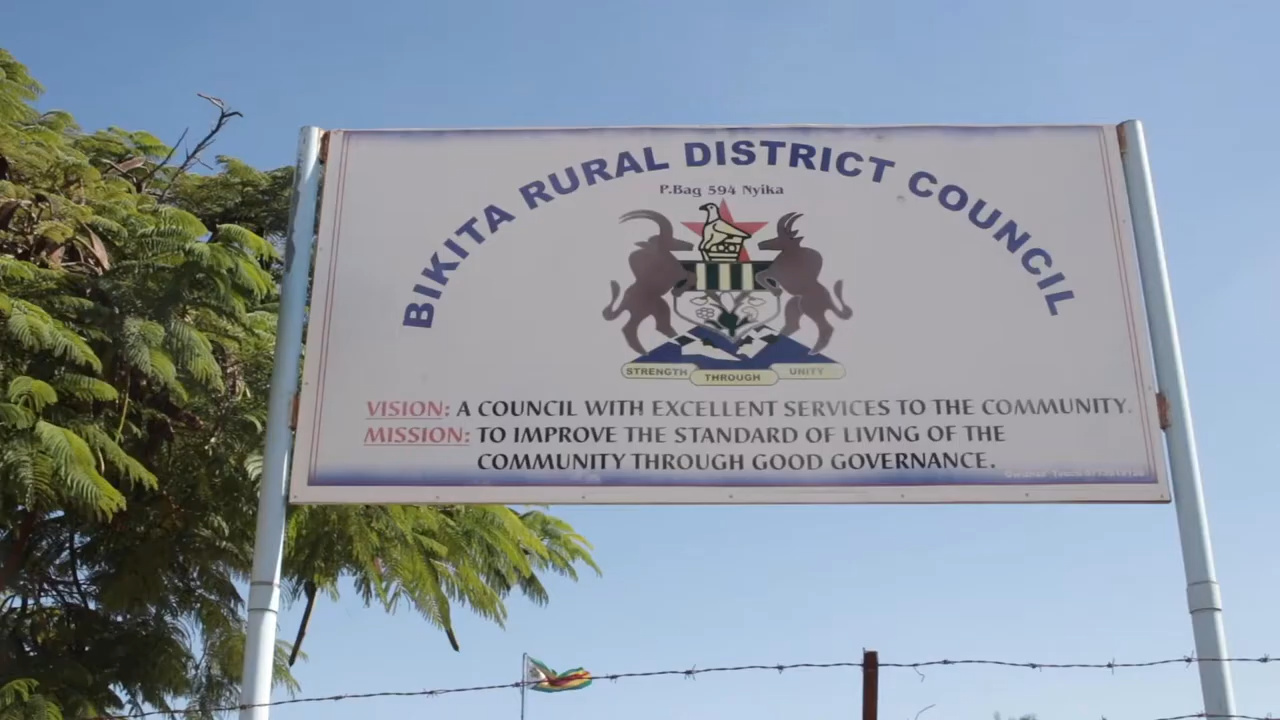 BIKITA RURAL DISTRICT COUNCIL
P.Bag 594 Nyika
STRENGTH THROUGH UNITY
VISION: A COUNCIL WITH EXCELLENT SERVICES TO THE COMMUNITY.
MISSION: TO IMPROVE THE STANDARD OF LIVING OF THE
COMMUNITY THROUGH GOOD GOVERNANCE.